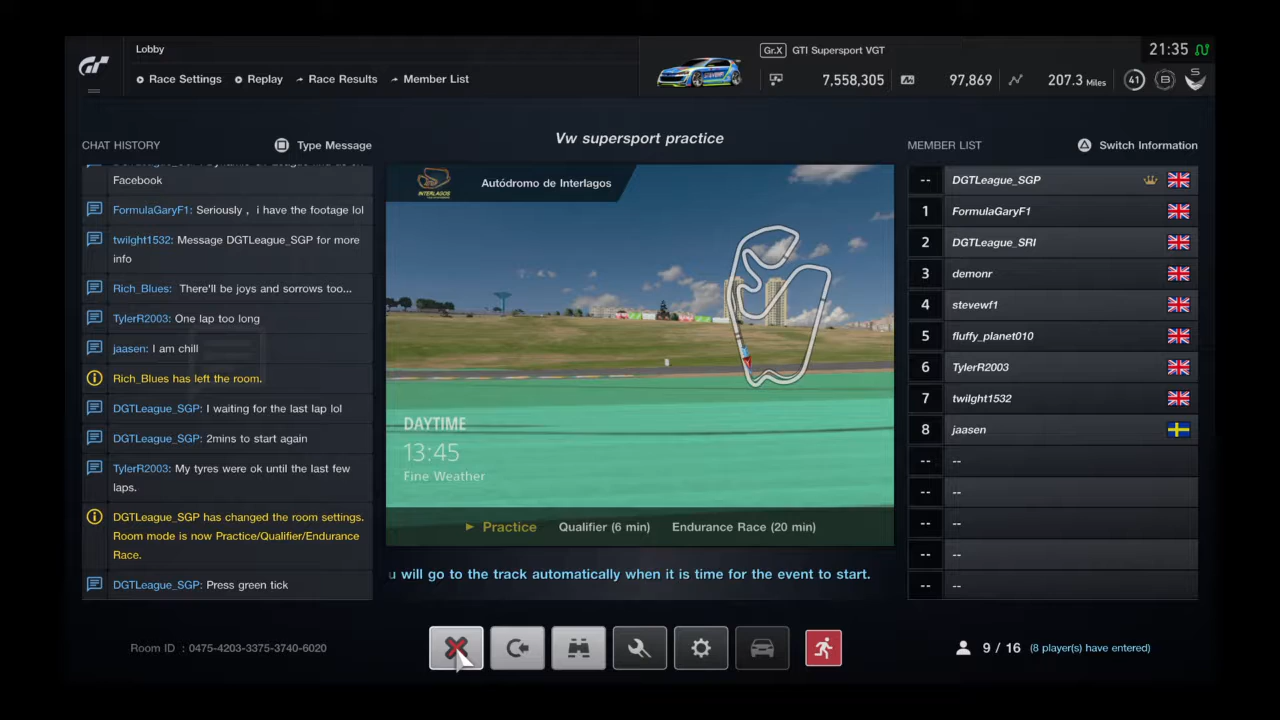 Lobby
Race Settings
Replay
Race Results
Member List
Gr.X GTI Supersport VGT
7,558,305
97,869
207.3 Miles
41
B
S
21:35
CHAT HISTORY
Type Message
Facebook
FormulaGaryF1: Seriously , i have the footage lol
twilght1532: Message DGTLeague_SGP for more
info
Rich_Blues: There'll be joys and sorrows too...
TylerR2003: One lap too long
jaasen: I am chill
Rich_Blues has left the room.
DGTLeague_SGP: I waiting for the last lap lol
DGTLeague_SGP: 2mins to start again
TylerR2003: My tyres were ok until the last few
laps.
DGTLeague_SGP has changed the room settings.
Room mode is now Practice/Qualifier/Endurance
Race.
DGTLeague_SGP: Press green tick
Vw supersport practice
INTERLAGOS
Autódromo de Interlagos
DAYTIME
13:45
Fine Weather
Practice
Qualifier (6 min)
Endurance Race (20 min)
u will go to the track automatically when it is time for the event to start.
MEMBER LIST
Switch Information
-- DGTLeague_SGP
1 FormulaGaryF1
2 DGTLeague_SRI
3 demonr
4 stevewf1
5 fluffy_planet010
6 TylerR2003
7 twilght1532
8 jaasen
-- --
-- --
-- --
-- --
-- --
Room ID : 0475-4203-3375-3740-6020
9 / 16 (8 player(s) have entered)